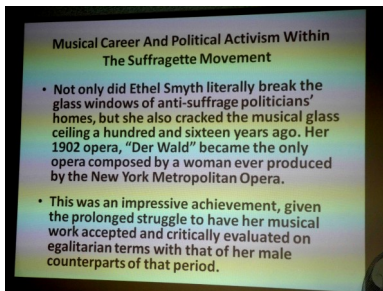 Musical Career And Political Activism Within
The Suffragette Movement
• Not only did Ethel Smyth literally break the
glass windows of anti-suffrage politicians'
homes, but she also cracked the musical glass
ceiling a hundred and sixteen years ago. Her
1902 opera, "Der Wald" became the only
opera composed by a woman ever produced
by the New York Metropolitan Opera.
• This was an impressive achievement, given
the prolonged struggle to have her musical
work accepted and critically evaluated on
egalitarian terms with that of her male
counterparts of that period.